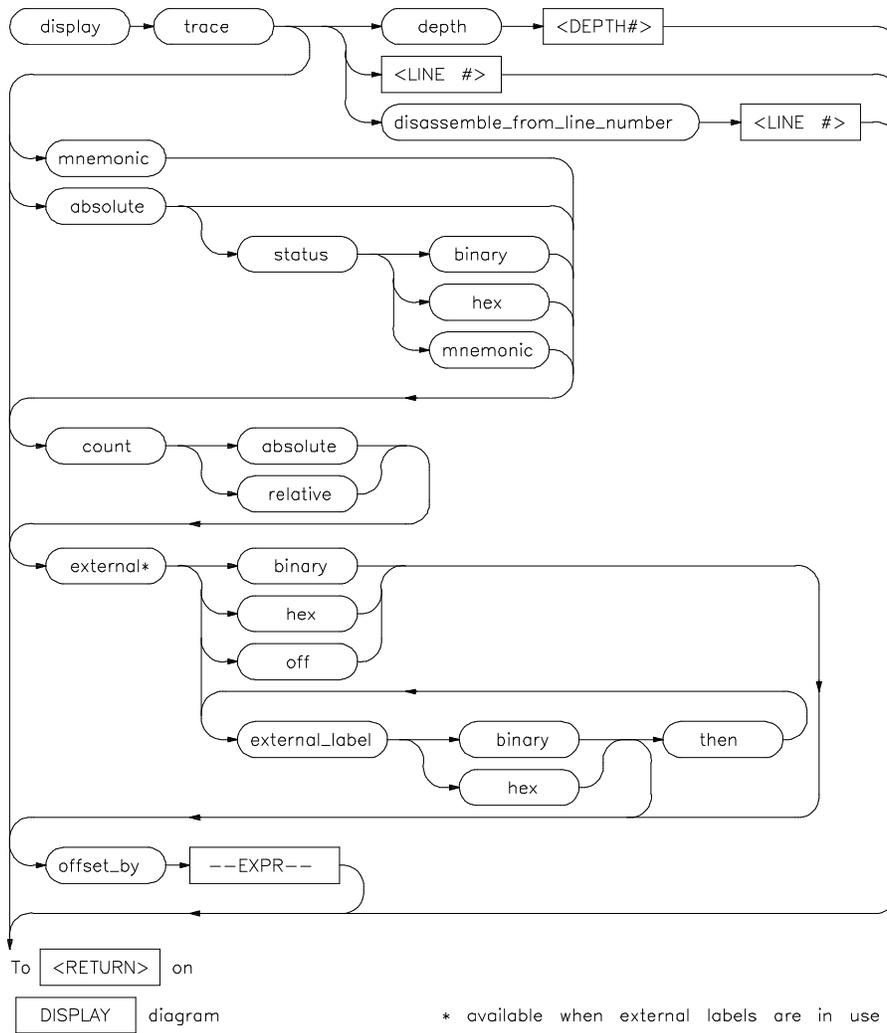 display trace depth <DEPTH#>
<LINE #>
disassemble_from_line_number <LINE #>
mnemonic
absolute
status binary
hex
mnemonic
count absolute
relative
external* binary
hex
off
external_label binary then
hex
offset_by --EXPR--
To <RETURN> on
DISPLAY diagram
* available when external labels are in use